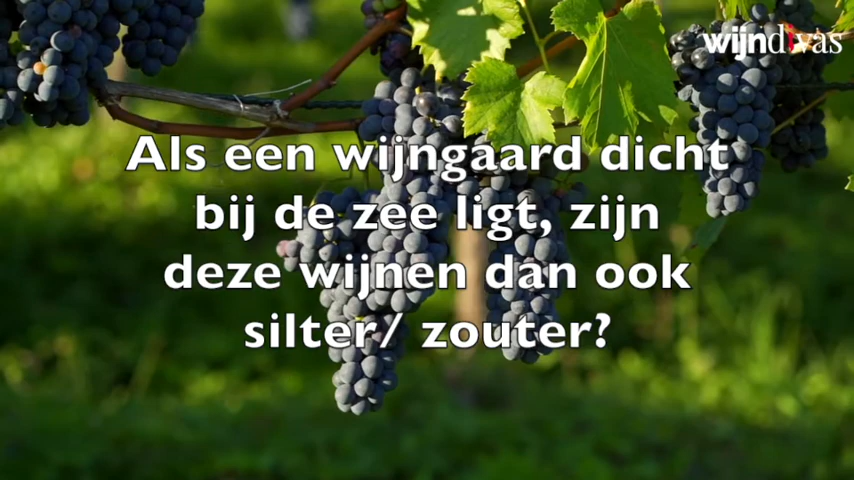 wijndivas
Als een wijngaard dicht
bij de zee ligt, zijn
deze wijnen dan ook
silter/ zouter?